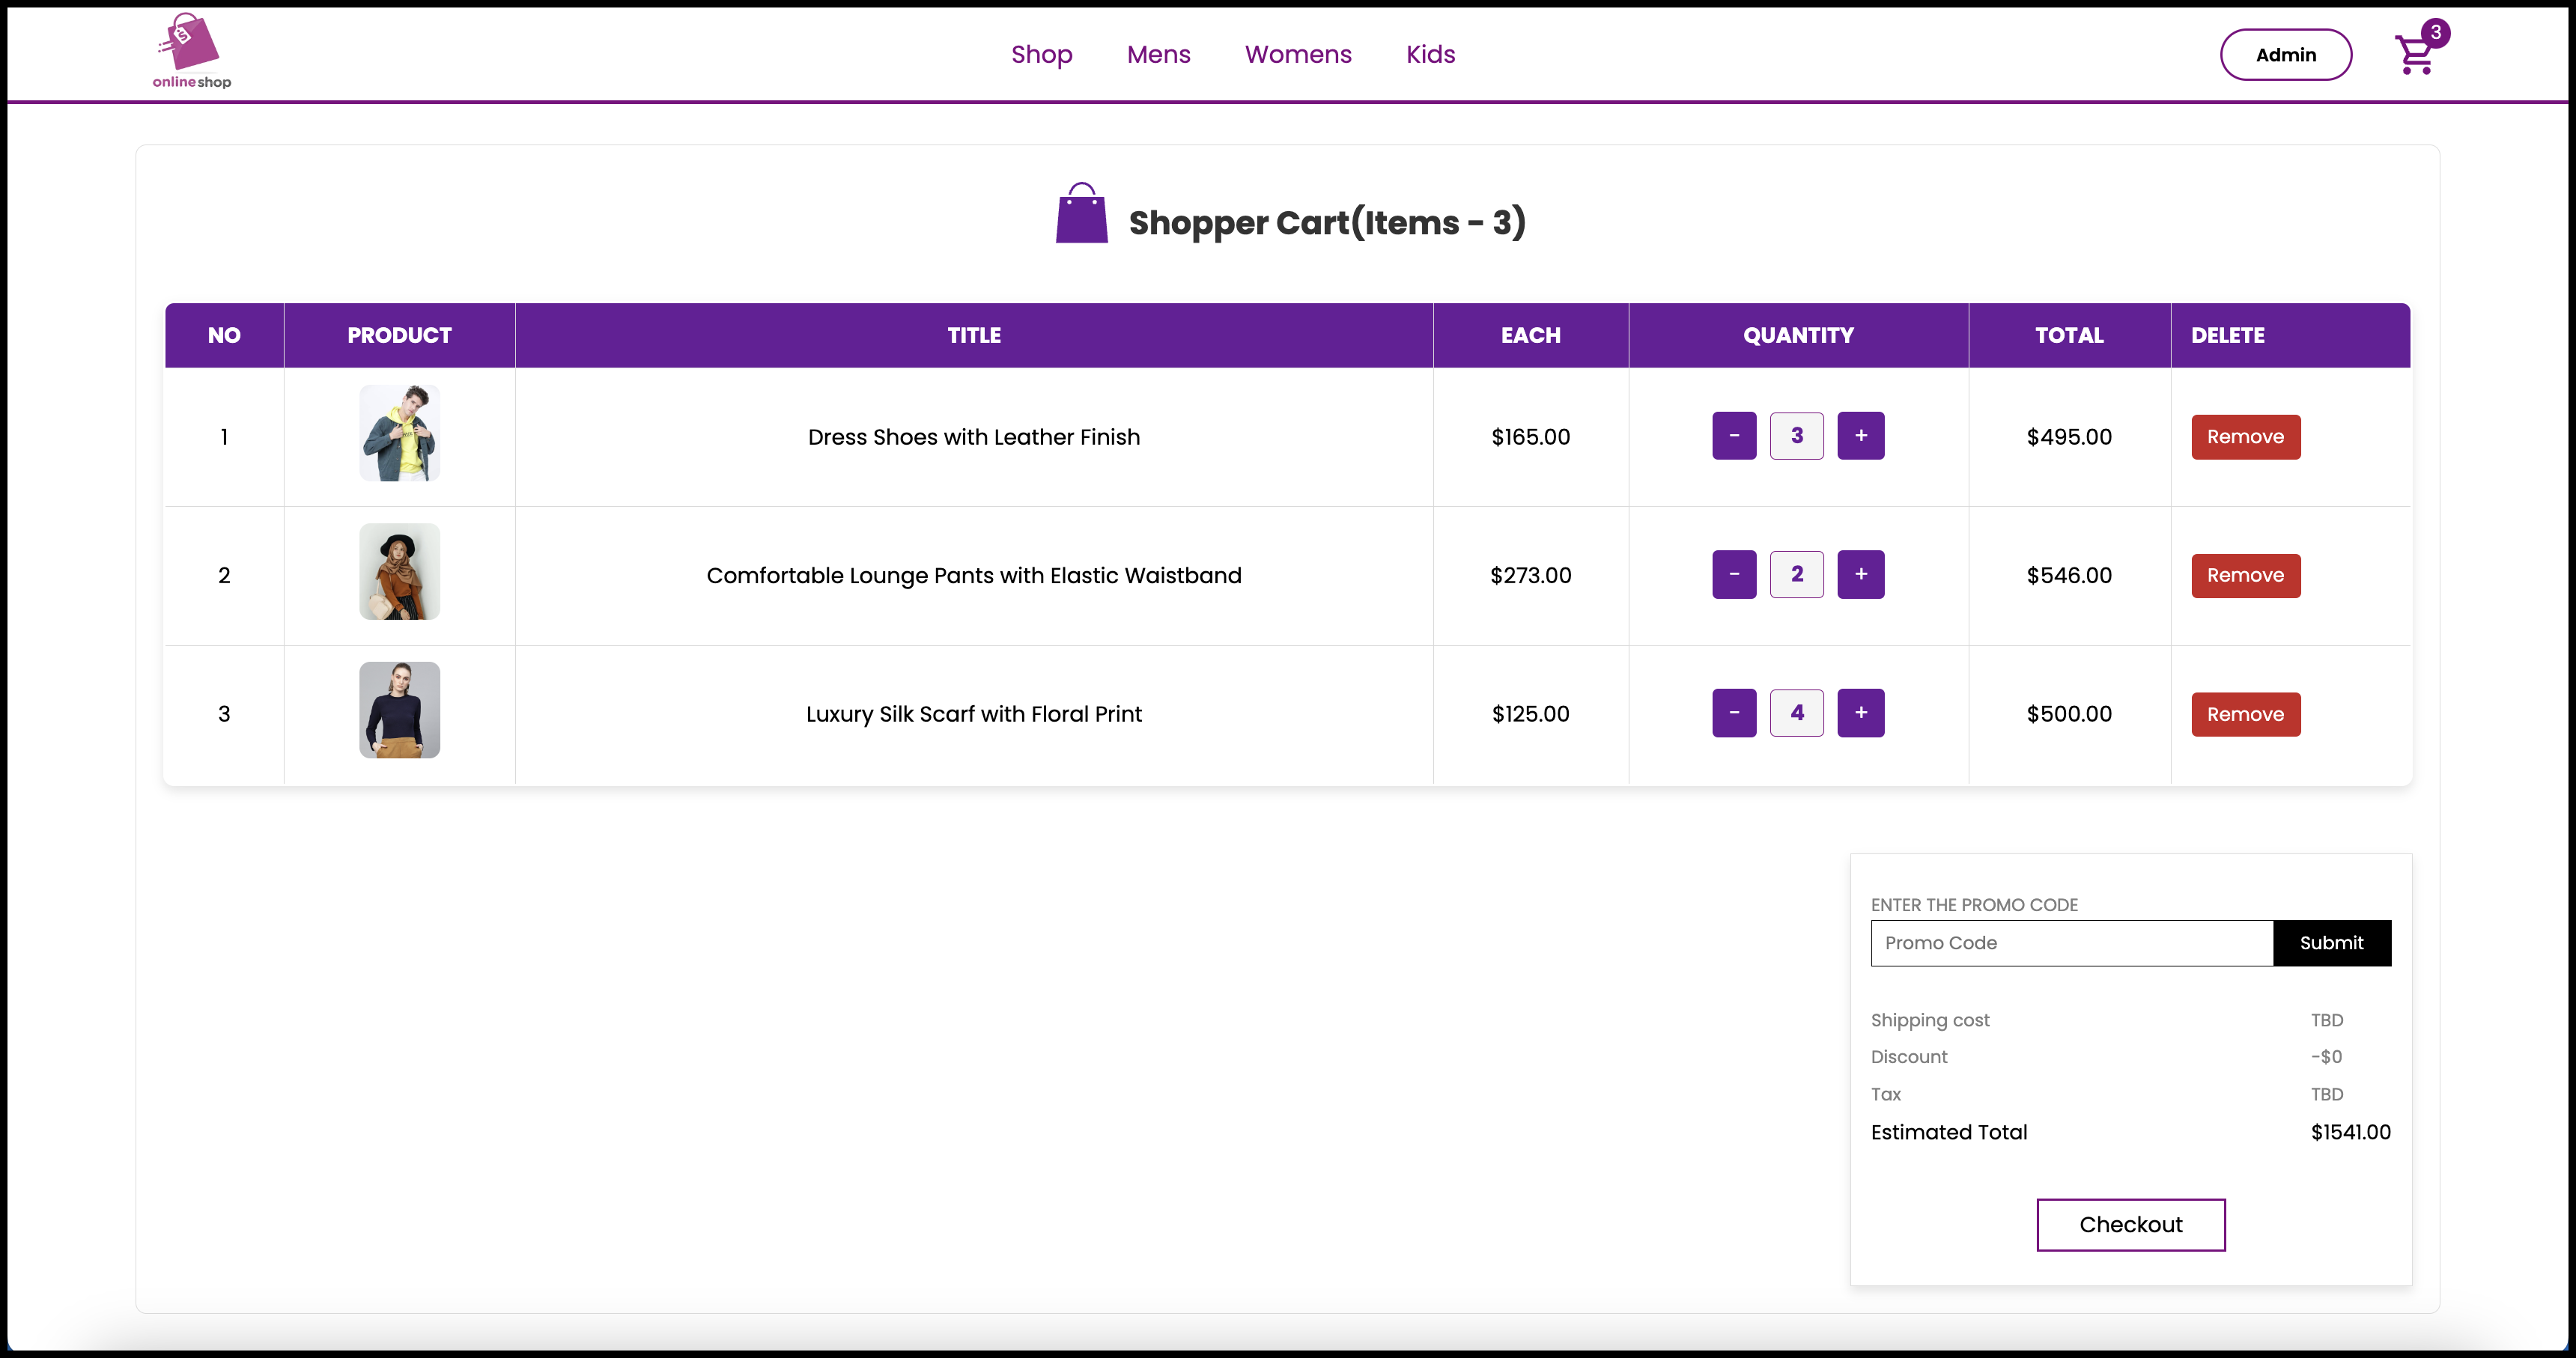 onlineshop
Shop Mens Womens Kids
Admin
3
Shopper Cart(Items - 3)
NO PRODUCT TITLE EACH QUANTITY TOTAL DELETE
1 Dress Shoes with Leather Finish $165.00 - 3 + $495.00 Remove
2 Comfortable Lounge Pants with Elastic Waistband $273.00 - 2 + $546.00 Remove
3 Luxury Silk Scarf with Floral Print $125.00 - 4 + $500.00 Remove
ENTER THE PROMO CODE
Promo Code Submit
Shipping cost TBD
Discount -$0
Tax TBD
Estimated Total $1541.00
Checkout